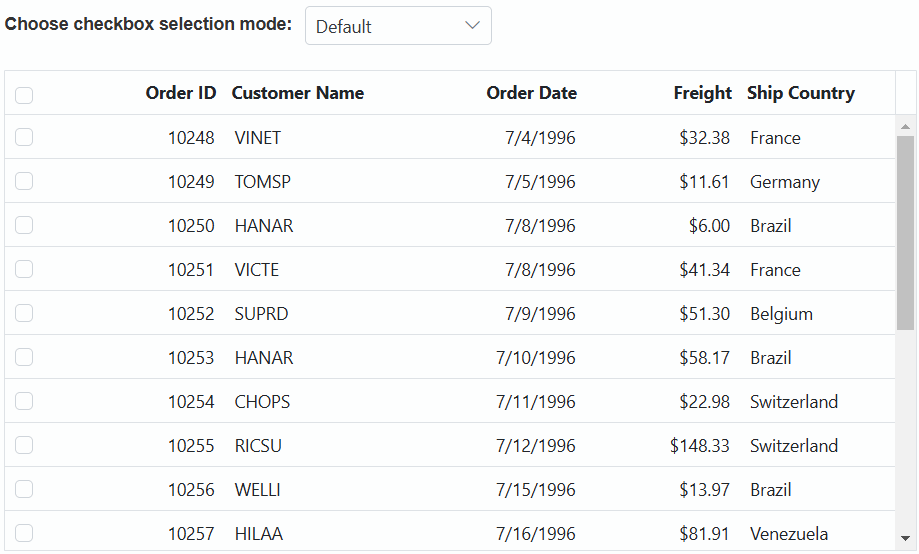 Choose checkbox selection mode: Default
Order ID Customer Name Order Date Freight Ship Country
10248 VINET 7/4/1996 $32.38 France
10249 TOMSP 7/5/1996 $11.61 Germany
10250 HANAR 7/8/1996 $6.00 Brazil
10251 VICTE 7/8/1996 $41.34 France
10252 SUPRD 7/9/1996 $51.30 Belgium
10253 HANAR 7/10/1996 $58.17 Brazil
10254 CHOPS 7/11/1996 $22.98 Switzerland
10255 RICSU 7/12/1996 $148.33 Switzerland
10256 WELLI 7/15/1996 $13.97 Brazil
10257 HILAA 7/16/1996 $81.91 Venezuela